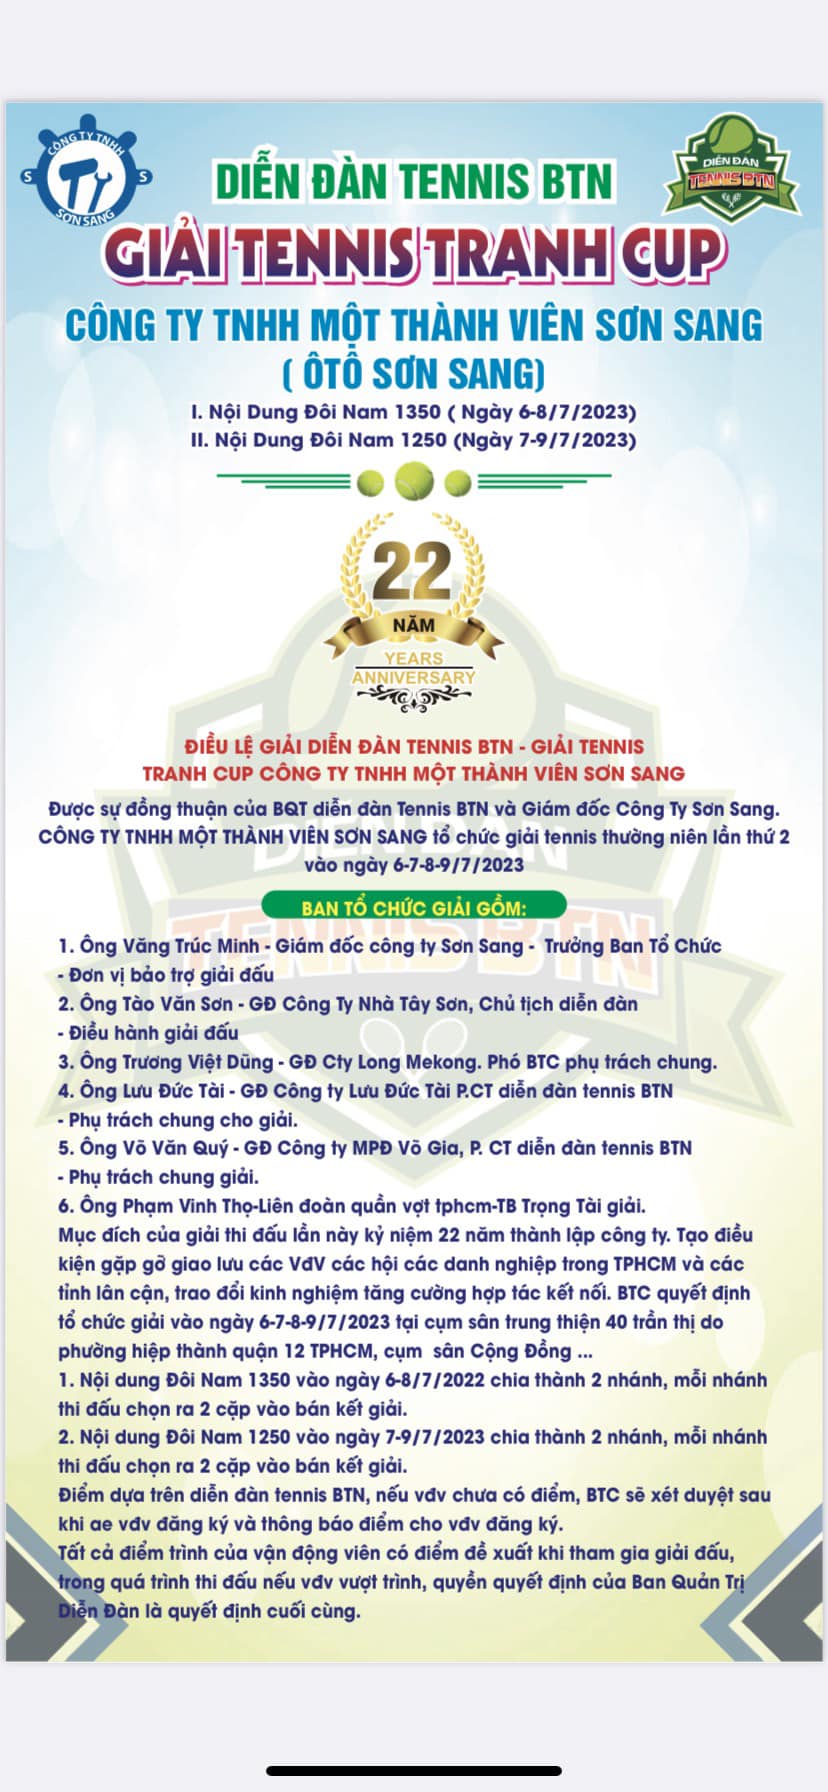 CÔNG TY TNHH
S S
SƠN SANG
DIỄN ĐÀN
TENNIS BTN
DIỄN ĐÀN TENNIS BTN
GIẢI TENNIS TRANH CUP
CÔNG TY TNHH MỘT THÀNH VIÊN SƠN SANG
( ÔTÔ SƠN SANG)
I. Nội Dung Đôi Nam 1350 ( Ngày 6-8/7/2023)
II. Nội Dung Đôi Nam 1250 (Ngày 7-9/7/2023)
22
NĂM
YEARS
ANNIVERSARY
ĐIỀU LỆ GIẢI DIỄN ĐÀN TENNIS BTN - GIẢI TENNIS
TRANH CUP CÔNG TY TNHH MỘT THÀNH VIÊN SƠN SANG
Được sự đồng thuận của BQT diễn đàn Tennis BTN và Giám đốc Công Ty Sơn Sang.
CÔNG TY TNHH MỘT THÀNH VIÊN SƠN SANG tổ chức giải tennis thường niên lần thứ 2
vào ngày 6-7-8-9/7/2023
BAN TỔ CHỨC GIẢI GỒM:
1. Ông Văng Trúc Minh - Giám đốc công ty Sơn Sang - Trưởng Ban Tổ Chức
- Đơn vị bảo trợ giải đấu
2. Ông Tào Văn Sơn - GĐ Công Ty Nhà Tây Sơn, Chủ tịch diễn đàn
- Điều hành giải đấu
3. Ông Trương Việt Dũng - GĐ Cty Long Mekong. Phó BTC phụ trách chung.
4. Ông Lưu Đức Tài - GĐ Công ty Lưu Đức Tài P.CT diễn đàn tennis BTN
- Phụ trách chung cho giải.
5. Ông Võ Văn Quý - GĐ Công ty MPĐ Võ Gia, P. CT diễn đàn tennis BTN
- Phụ trách chung giải.
6. Ông Phạm Vinh Thọ-Liên đoàn quần vợt tphcm-TB Trọng Tài giải.
Mục đích của giải thi đấu lần này kỷ niệm 22 năm thành lập công ty. Tạo điều
kiện gặp gỡ giao lưu các VđV các hội các danh nghiệp trong TPHCM và các
tỉnh lân cận, trao đổi kinh nghiệm tăng cường hợp tác kết nối. BTC quyết định
tổ chức giải vào ngày 6-7-8-9/7/2023 tại cụm sân trung thiện 40 trần thị do
phường hiệp thành quận 12 TPHCM, cụm sân Cộng Đồng ...
1. Nội dung Đôi Nam 1350 vào ngày 6-8/7/2022 chia thành 2 nhánh, mỗi nhánh
thi đấu chọn ra 2 cặp vào bán kết giải.
2. Nội dung Đôi Nam 1250 vào ngày 7-9/7/2023 chia thành 2 nhánh, mỗi nhánh
thi đấu chọn ra 2 cặp vào bán kết giải.
Điểm dựa trên diễn đàn tennis BTN, nếu vđv chưa có điểm, BTC sẽ xét duyệt sau
khi ae vđv đăng ký và thông báo điểm cho vđv đăng ký.
Tất cả điểm trình của vận động viên có điểm đề xuất khi tham gia giải đấu,
trong quá trình thi đấu nếu vđv vượt trình, quyền quyết định của Ban Quản Trị
Diễn Đàn là quyết định cuối cùng.
DIỄN ĐÀN
TENNIS BTN